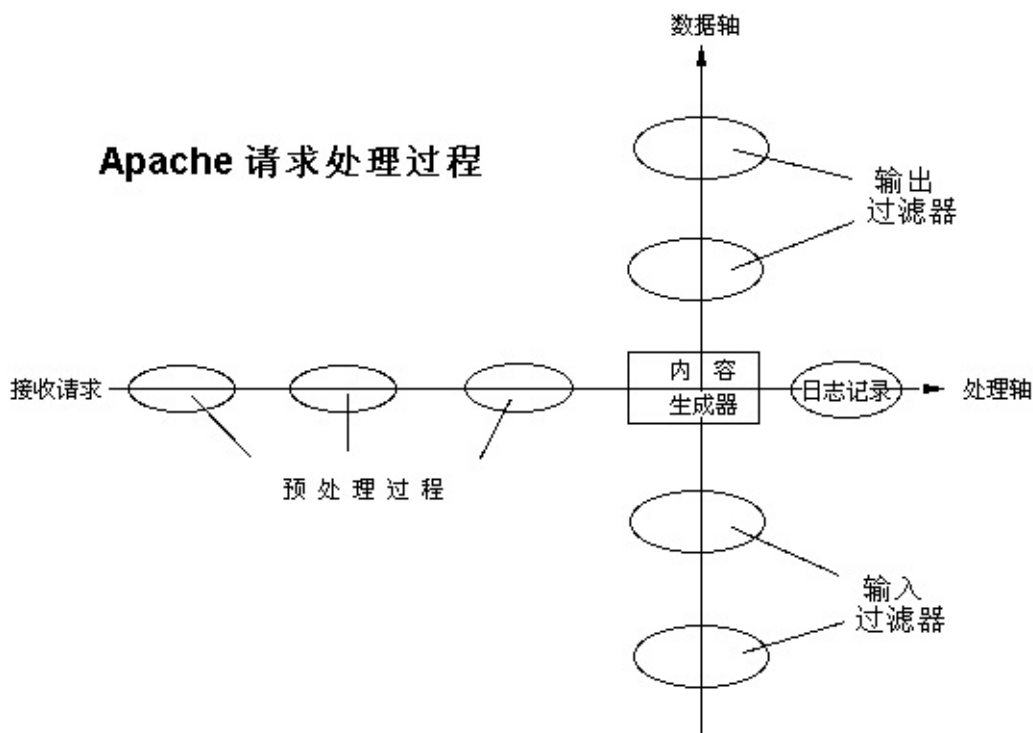 数据轴
Apache 请求处理过程
输出
过滤器
接收请求
内 容
生成器
日志记录
处理轴
预 处 理 过 程
输入
过滤器